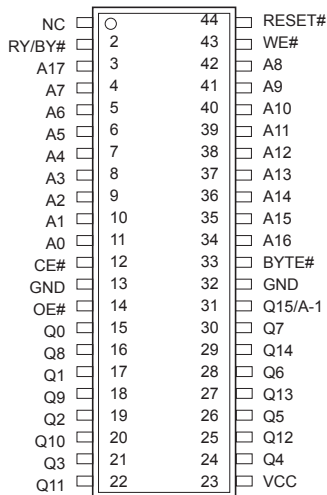 NC 44 RESET#
RY/BY# 2 43 WE#
A17 3 42 A8
A7 4 41 A9
A6 5 40 A10
A5 6 39 A11
A4 7 38 A12
A3 8 37 A13
A2 9 36 A14
A1 10 35 A15
A0 11 34 A16
CE# 12 33 BYTE#
GND 13 32 GND
OE# 14 31 Q15/A-1
Q0 15 30 Q7
Q8 16 29 Q14
Q1 17 28 Q6
Q9 18 27 Q13
Q2 19 26 Q5
Q10 20 25 Q12
Q3 21 24 Q4
Q11 22 23 VCC